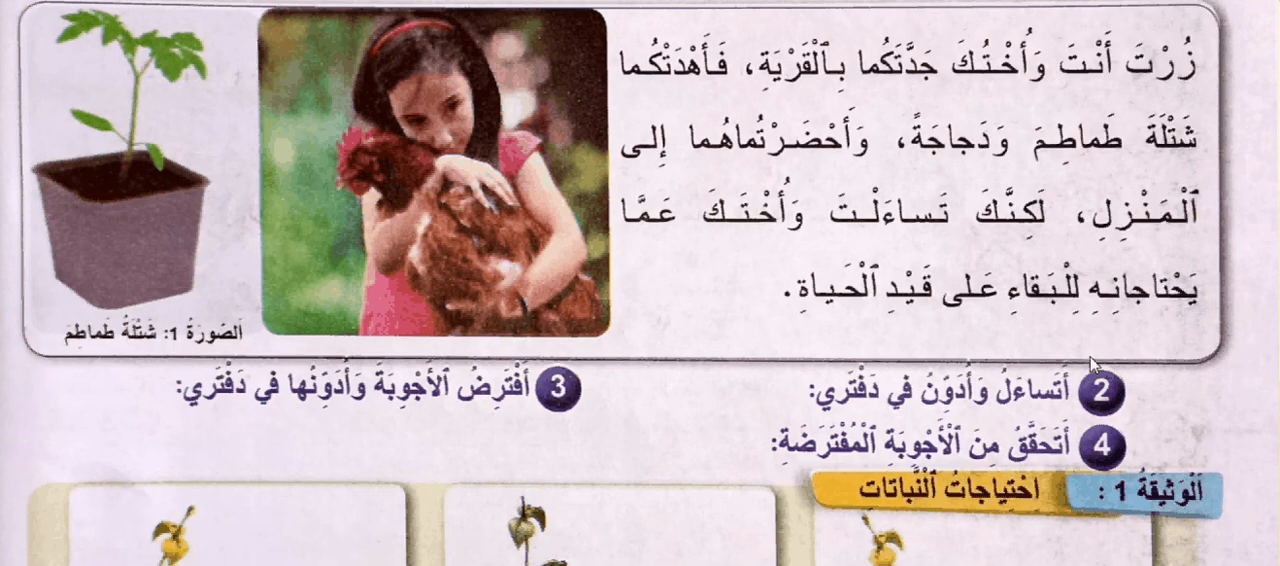 زُرْتَ أَنْتَ وَأُخْتُكَ جَدَّتَكُما بِٱلْقَرْيَةِ، فَأَهْدَتْكُما
شَتْلَةَ طَماطِمَ وَدَجاجَةً، وَأَحْضَرْتُماهُما إِلى
ٱلْمَنْزِلِ، لَكِنَّكَ تَساءَلْتَ وَأُخْتَكَ عَمَّا
يَحْتاجانِهِ لِلْبَقاءِ عَلى قَيْدِ ٱلْحَياةِ.
اَلصّورَةُ 1: شَتْلَةُ طَماطِمَ
2 أَتَساءَلُ وَأُدَوِّنُ في دَفْتَري:
3 أَفْتَرِضُ ٱلأَجْوِبَةَ وَأُدَوِّنُها في دَفْتَري:
4 أَتَحَقَّقُ مِنَ ٱلْأَجْوِبَةِ ٱلْمُفْتَرَضَةِ:
اَلْوَثيقَةُ 1 : اِحْتِياجاتُ ٱلنَّباتات